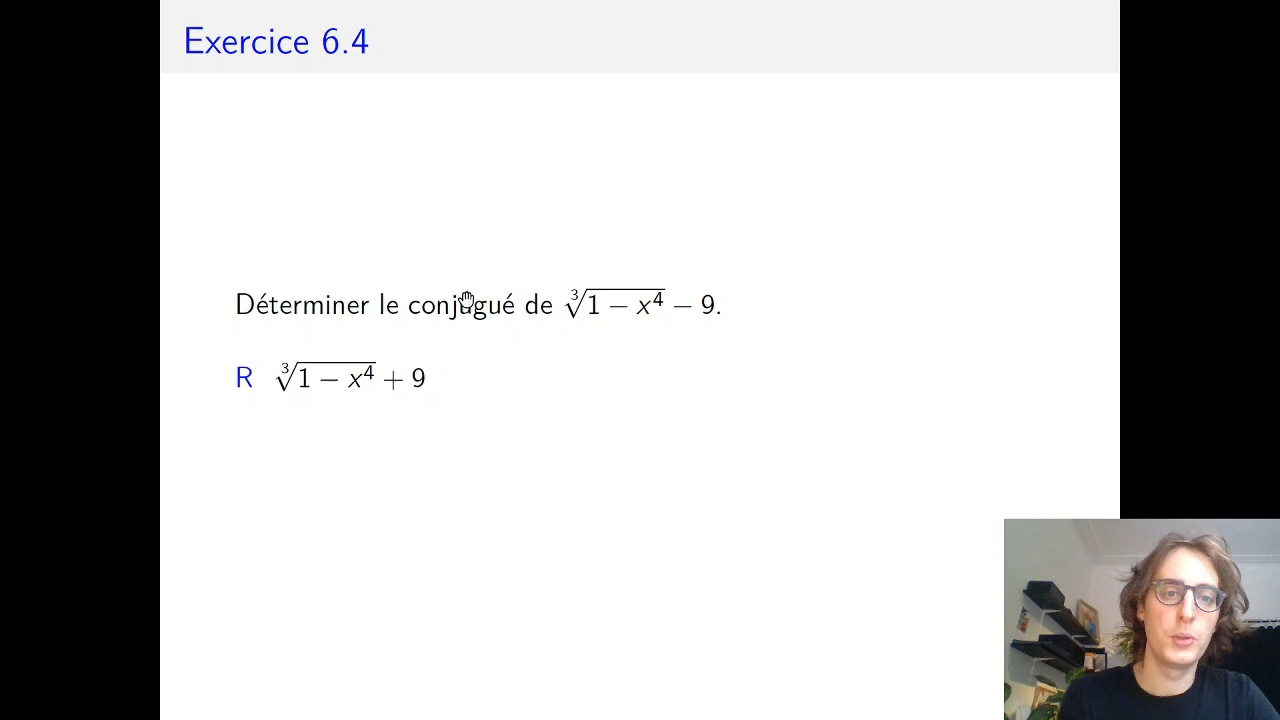 Exercice 6.4
Déterminer le conjugué de ∛(1 − x⁴) − 9.
R ∛(1 − x⁴) + 9